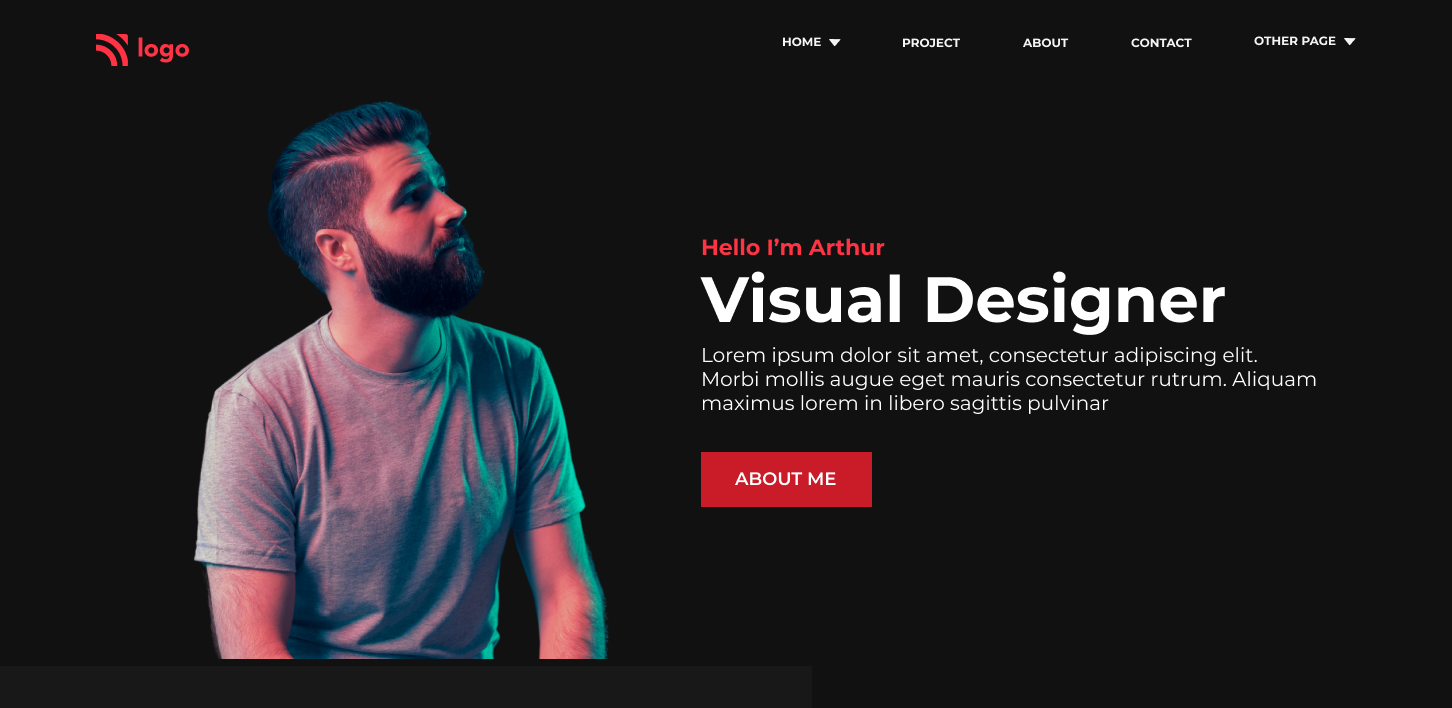 logo
HOME
PROJECT
ABOUT
CONTACT
OTHER PAGE
Hello I’m Arthur
Visual Designer
Lorem ipsum dolor sit amet, consectetur adipiscing elit.
Morbi mollis augue eget mauris consectetur rutrum. Aliquam
maximus lorem in libero sagittis pulvinar
ABOUT ME